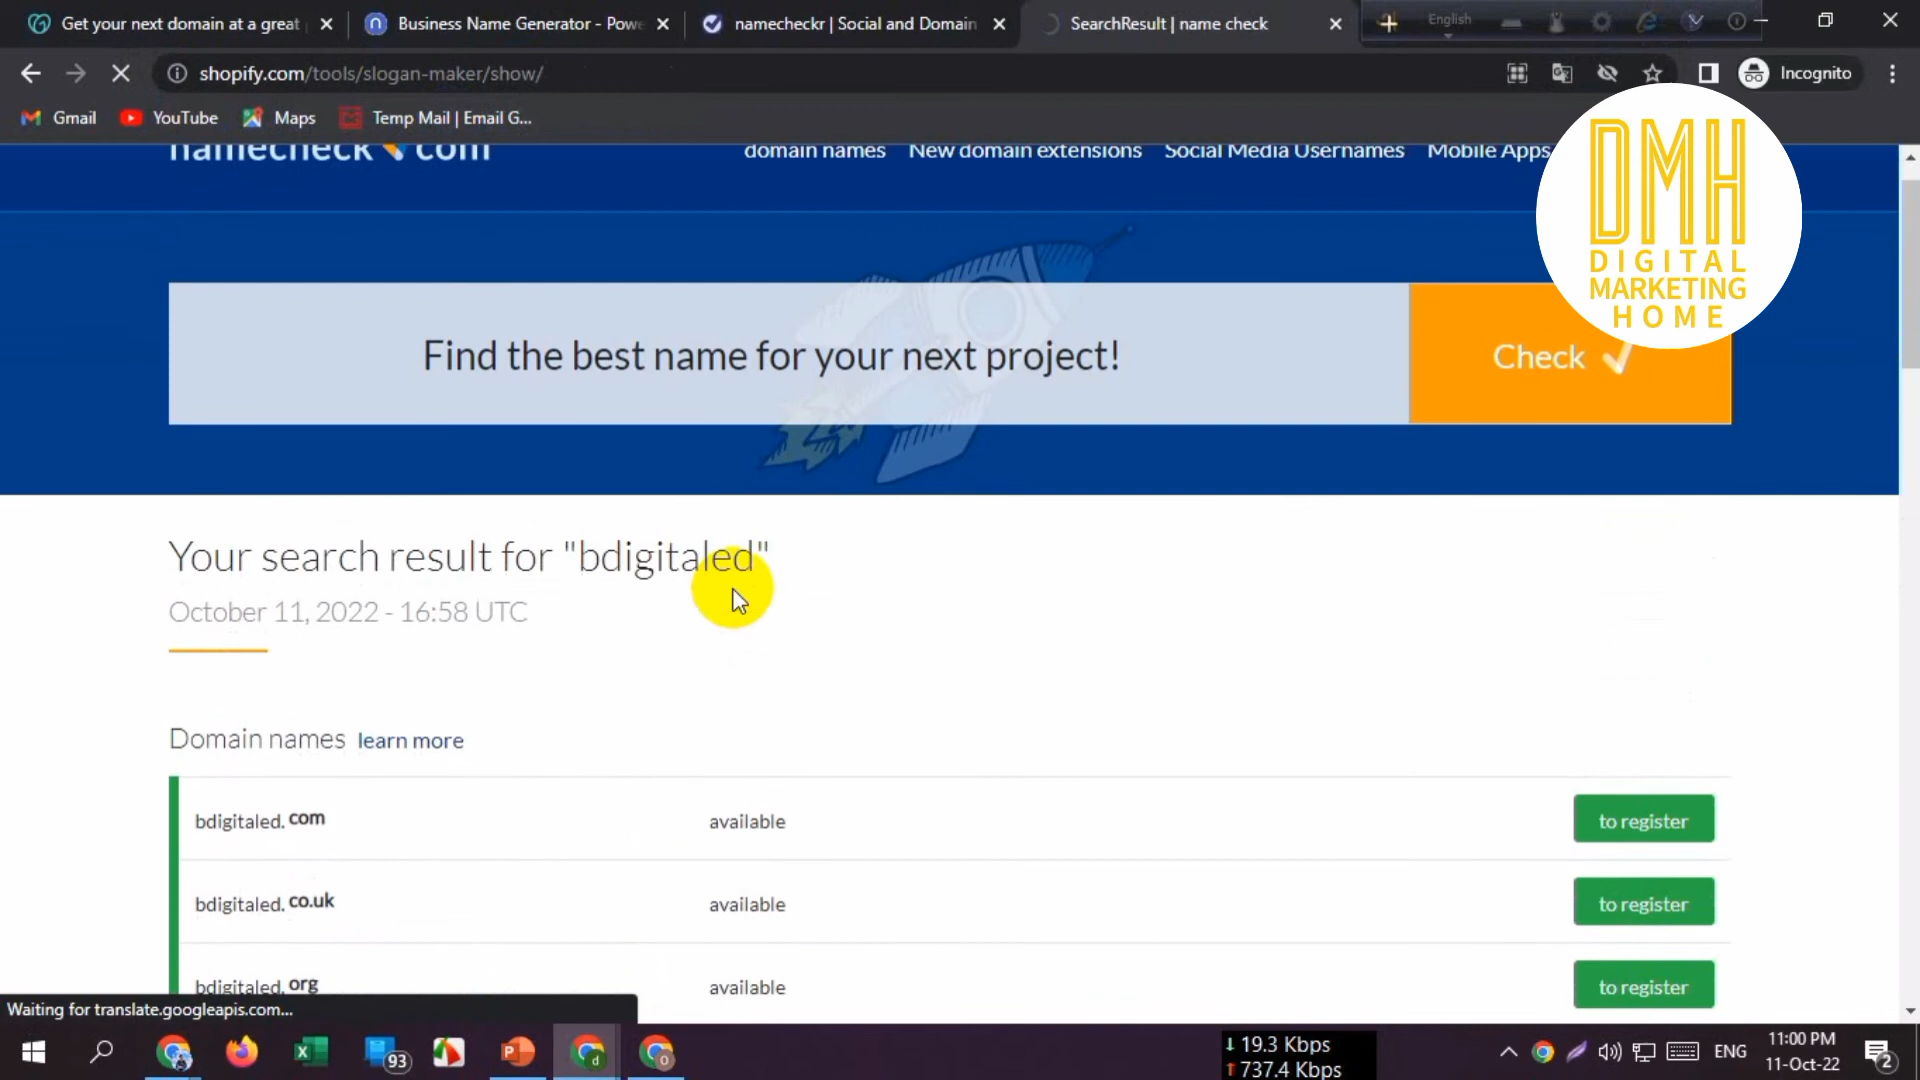 Get your next domain at a great
Business Name Generator - Powe
namecheckr | Social and Domain
SearchResult | name check
English
shopify.com/tools/slogan-maker/show/
Incognito
Gmail
YouTube
Maps
Temp Mail | Email G...
namecheck com
domain names
New domain extensions
Social Media Usernames
Mobile Apps
DMH
DIGITAL
MARKETING
HOME
Find the best name for your next project!
Check
Your search result for "bdigitaled"
October 11, 2022 - 16:58 UTC
Domain names learn more
bdigitaled.com available to register
bdigitaled.co.uk available to register
bdigitaled.org available to register
Waiting for translate.googleapis.com...
93
↓ 19.3 Kbps
↑ 737.4 Kbps
ENG
11:00 PM
11-Oct-22
2